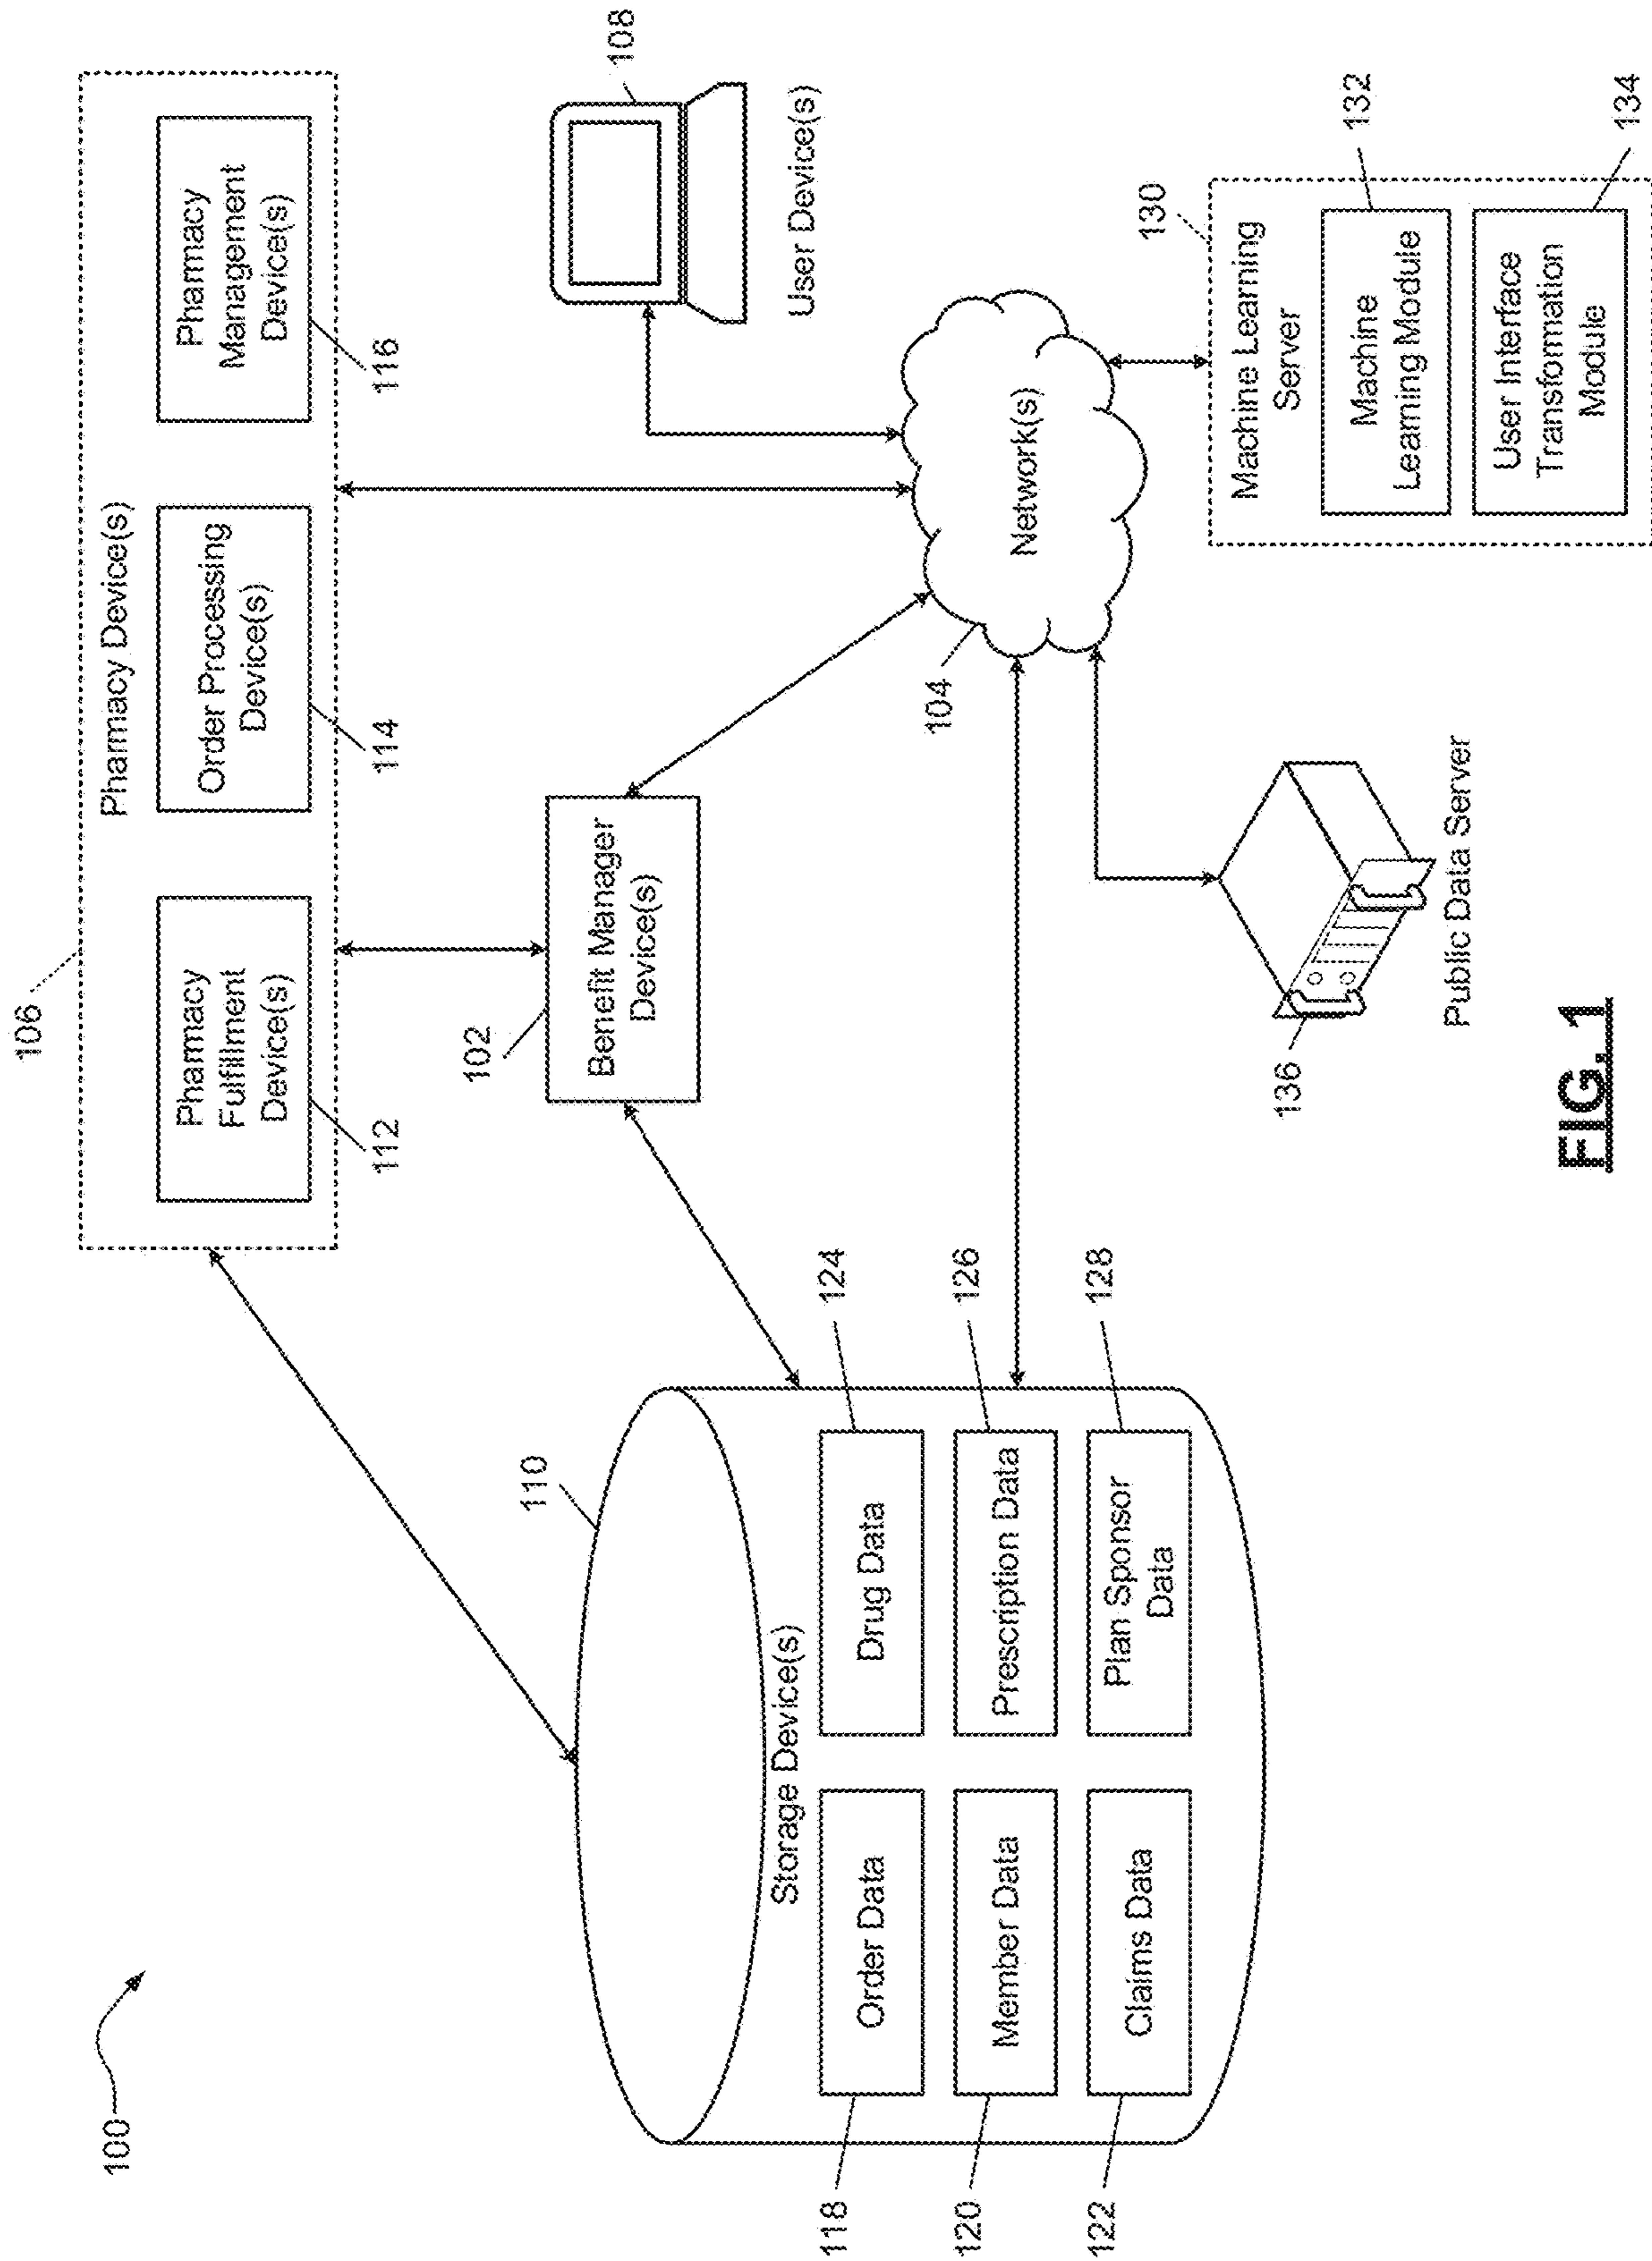 100
106
Pharmacy Device(s)
Pharmacy
Fulfillment
Device(s)
112
Order Processing
Device(s)
114
Pharmacy
Management
Device(s)
116
102
Benefit Manager
Device(s)
108
User Device(s)
110
Storage Device(s)
Order Data
118
Drug Data
124
Member Data
120
Prescription Data
126
Claims Data
122
Plan Sponsor
Data
128
104
Network(s)
136
Public Data Server
130
Machine Learning
Server
Machine
Learning Module
132
User Interface
Transformation
Module
134
FIG. 1